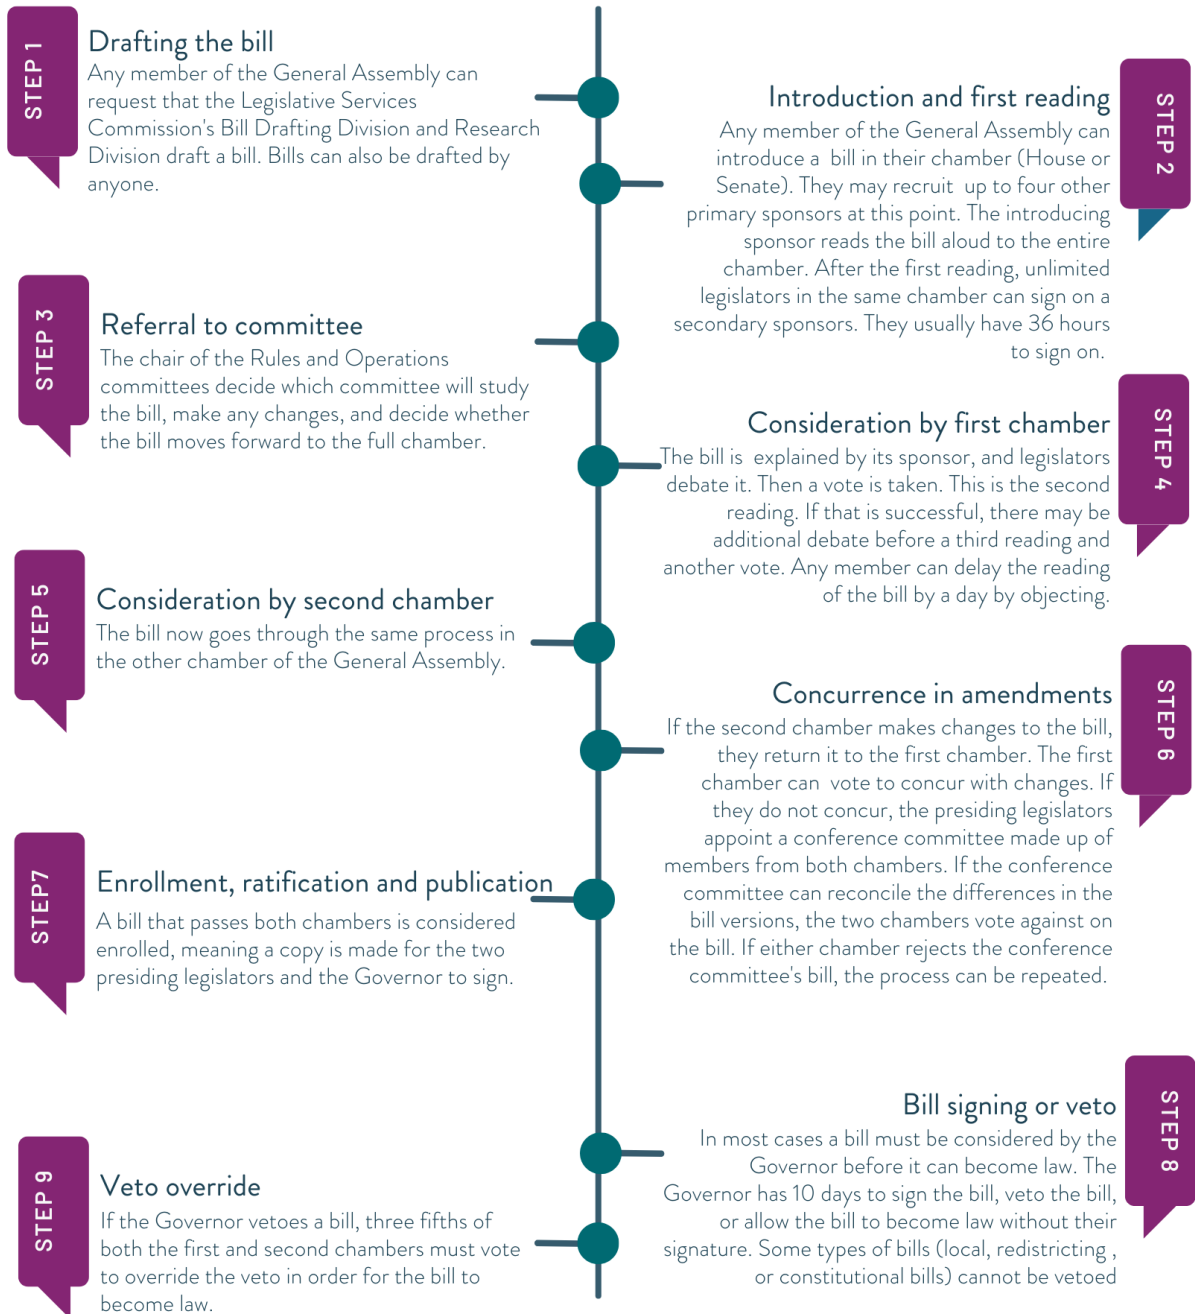 STEP 1
Drafting the bill
Any member of the General Assembly can
request that the Legislative Services
Commission's Bill Drafting Division and Research
Division draft a bill. Bills can also be drafted by
anyone.
STEP 2
Introduction and first reading
Any member of the General Assembly can
introduce a  bill in their chamber (House or
Senate). They may recruit  up to four other
primary sponsors at this point. The introducing
sponsor reads the bill aloud to the entire
chamber. After the first reading, unlimited
legislators in the same chamber can sign on a
secondary sponsors. They usually have 36 hours
to sign on.
STEP 3
Referral to committee
The chair of the Rules and Operations
committees decide which committee will study
the bill, make any changes, and decide whether
the bill moves forward to the full chamber.
STEP 4
Consideration by first chamber
The bill is  explained by its sponsor, and legislators
debate it. Then a vote is taken. This is the second
reading. If that is successful, there may be
additional debate before a third reading and
another vote. Any member can delay the reading
of the bill by a day by objecting.
STEP 5
Consideration by second chamber
The bill now goes through the same process in
the other chamber of the General Assembly.
STEP 6
Concurrence in amendments
If the second chamber makes changes to the bill,
they return it to the first chamber. The first
chamber can  vote to concur with changes. If
they do not concur, the presiding legislators
appoint a conference committee made up of
members from both chambers. If the conference
committee can reconcile the differences in the
bill versions, the two chambers vote against on
the bill. If either chamber rejects the conference
committee's bill, the process can be repeated.
STEP7
Enrollment, ratification and publication
A bill that passes both chambers is considered
enrolled, meaning a copy is made for the two
presiding legislators and the Governor to sign.
STEP 8
Bill signing or veto
In most cases a bill must be considered by the
Governor before it can become law. The
Governor has 10 days to sign the bill, veto the bill,
or allow the bill to become law without their
signature. Some types of bills (local, redistricting ,
or constitutional bills) cannot be vetoed
STEP 9
Veto override
If the Governor vetoes a bill, three fifths of
both the first and second chambers must vote
to override the veto in order for the bill to
become law.